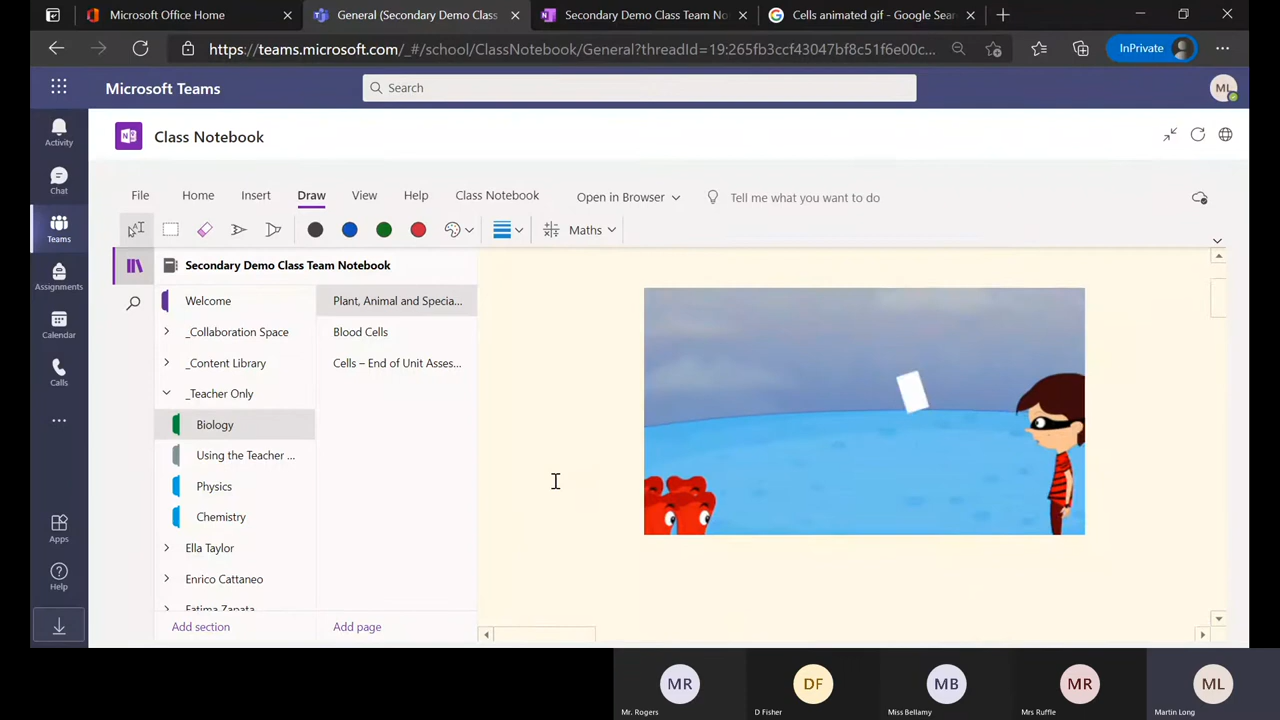 Microsoft Office Home
General (Secondary Demo Class
Secondary Demo Class Team No
Cells animated gif - Google Sear
https://teams.microsoft.com/_#/school/ClassNotebook/General?threadId=19:265fb3ccf43047bf8c51f6e00c...
InPrivate
Microsoft Teams
Search
ML
Activity
Chat
Teams
Assignments
Calendar
Calls
Apps
Help
Class Notebook
File Home Insert Draw View Help Class Notebook Open in Browser Tell me what you want to do
Maths
Secondary Demo Class Team Notebook
Welcome
_Collaboration Space
_Content Library
_Teacher Only
Biology
Using the Teacher ...
Physics
Chemistry
Ella Taylor
Enrico Cattaneo
Fatima Zapata
Add section
Plant, Animal and Specia...
Blood Cells
Cells – End of Unit Asses...
Add page
MR
Mr. Rogers
DF
D Fisher
MB
Miss Bellamy
MR
Mrs Ruffle
ML
Martin Long